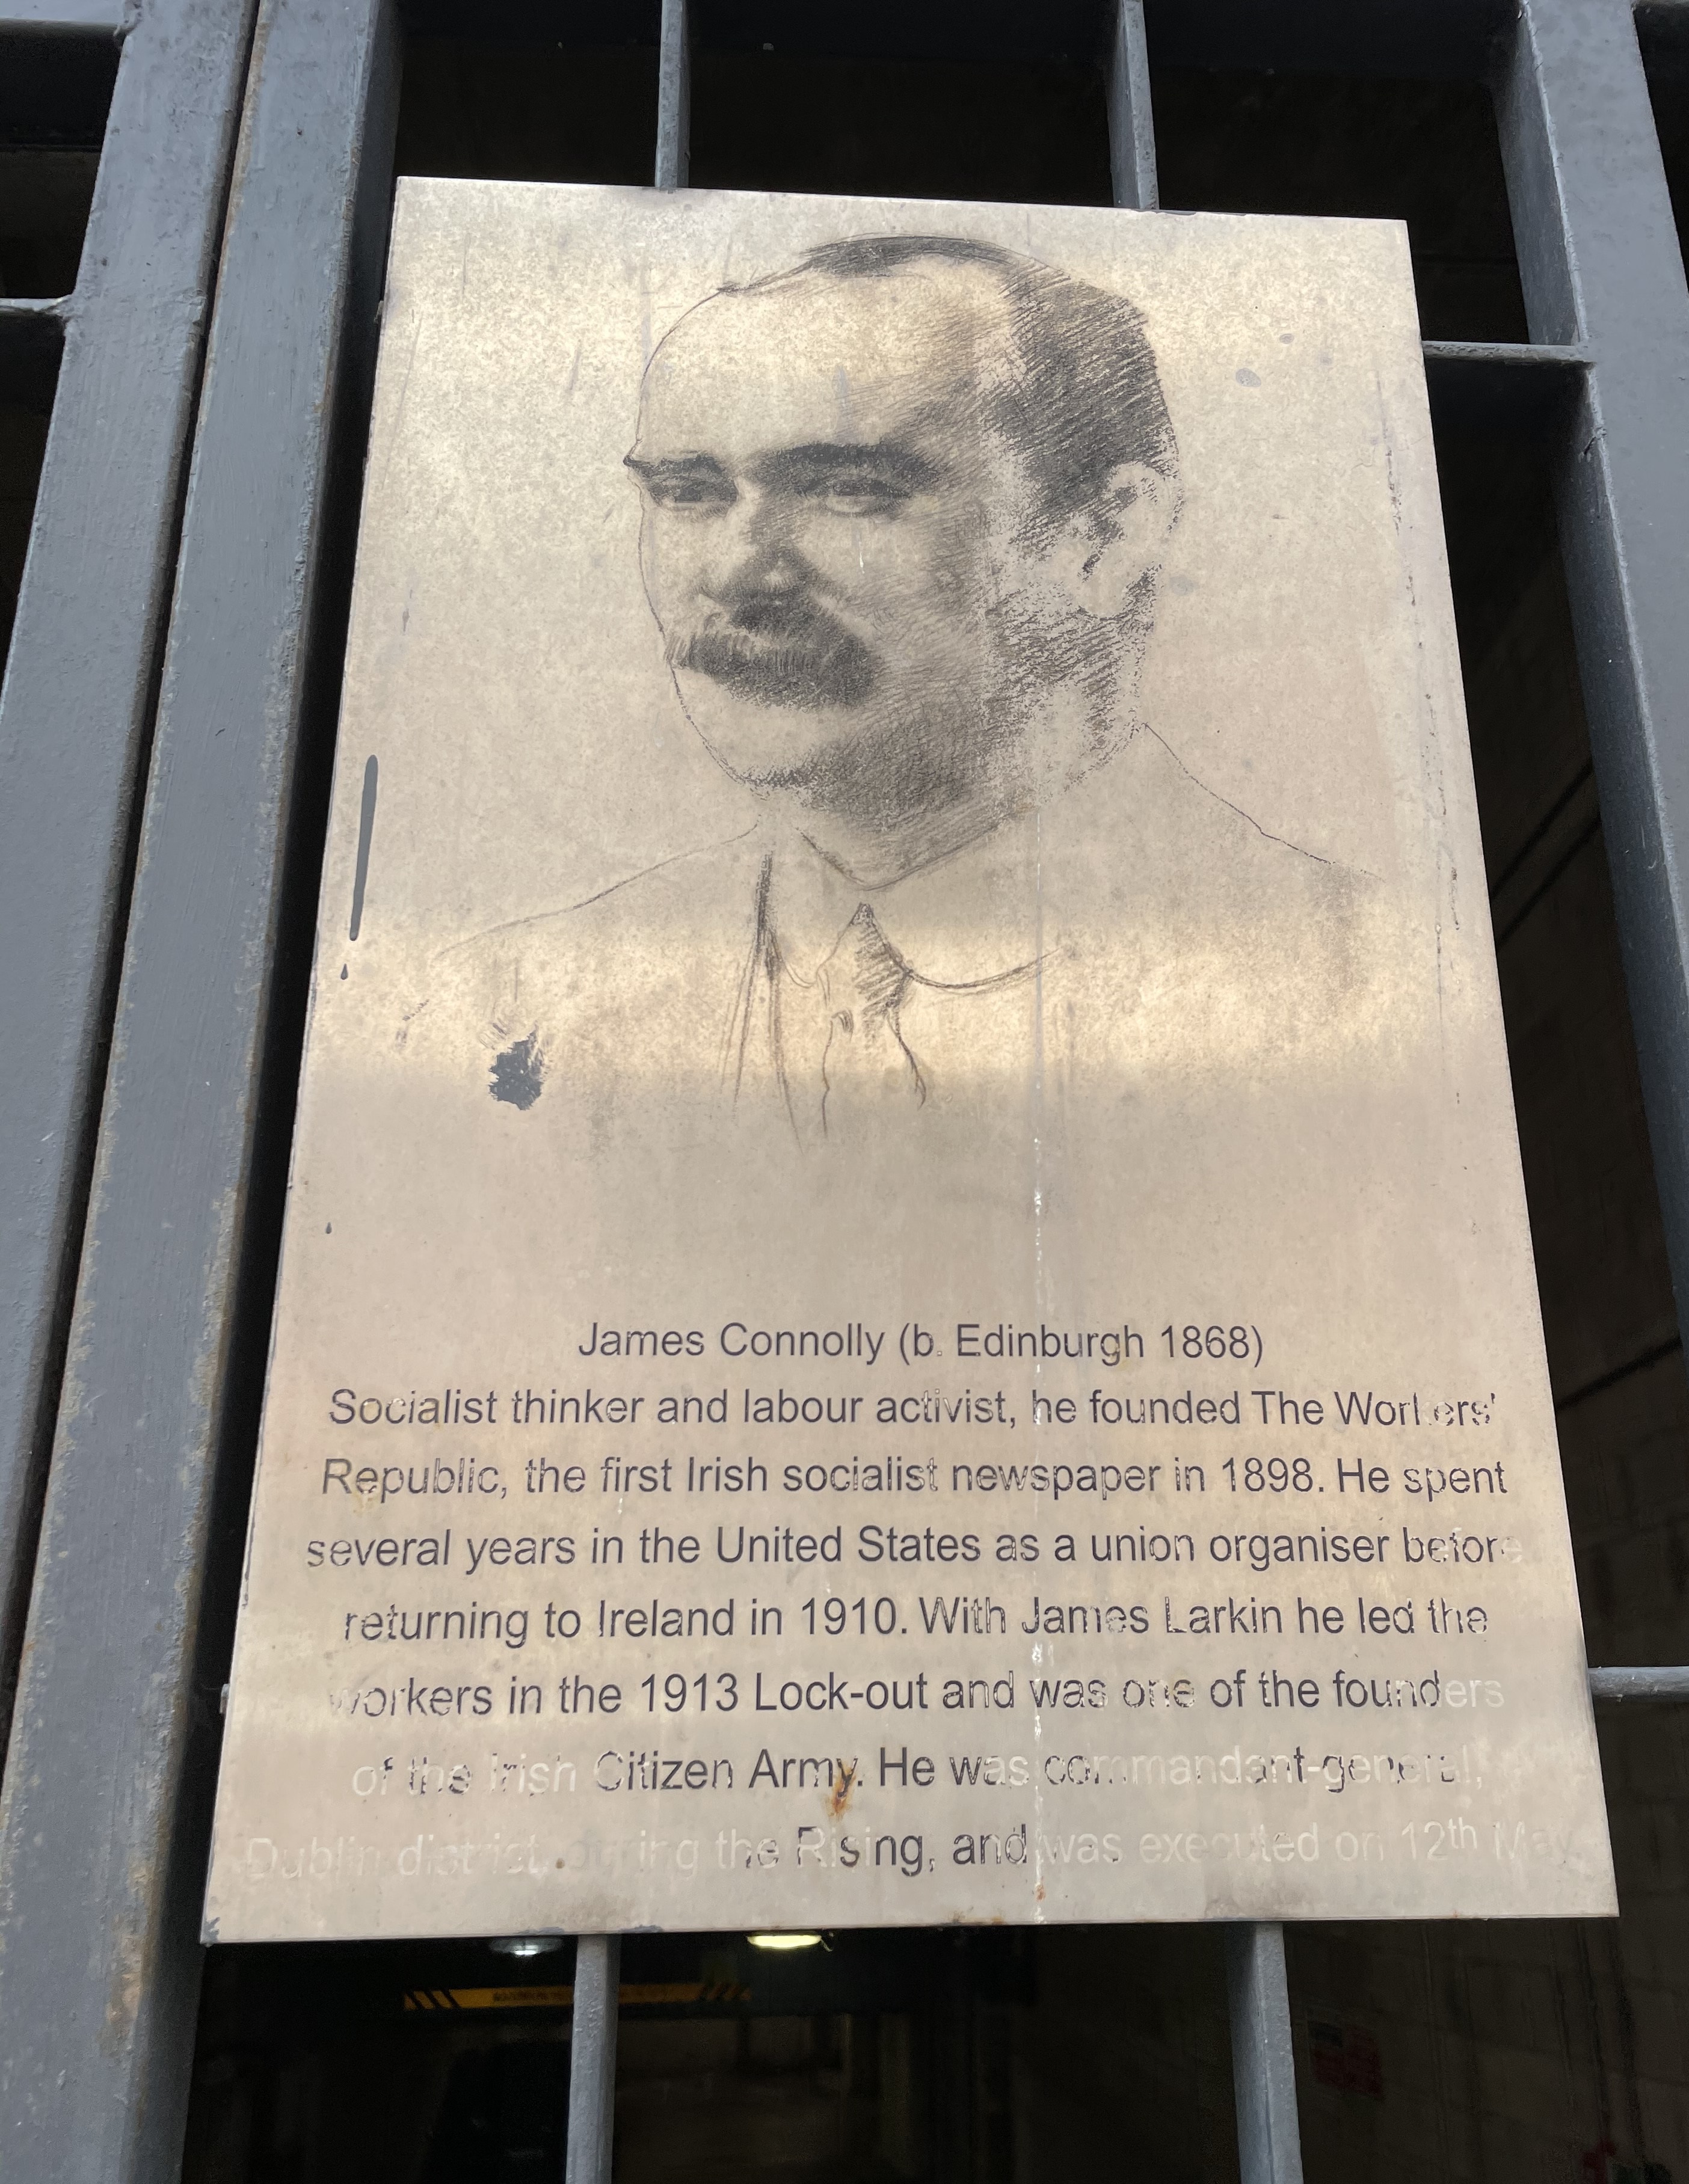 James Connolly (b. Edinburgh 1868)
Socialist thinker and labour activist, he founded The Workers'
Republic, the first Irish socialist newspaper in 1898. He spent
several years in the United States as a union organiser before
returning to Ireland in 1910. With James Larkin he led the
workers in the 1913 Lock-out and was one of the founders
of the Irish Citizen Army. He was commandant-general,
Dublin district, during the Rising, and was executed on 12th May